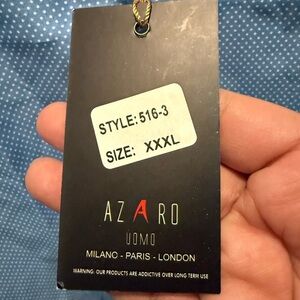 STYLE: 516-3
SIZE: XXXL
AZARO
UOMO
MILANO - PARIS - LONDON
WARNING: OUR PRODUCTS ARE ADDICTIVE OVER LONG TERM USE